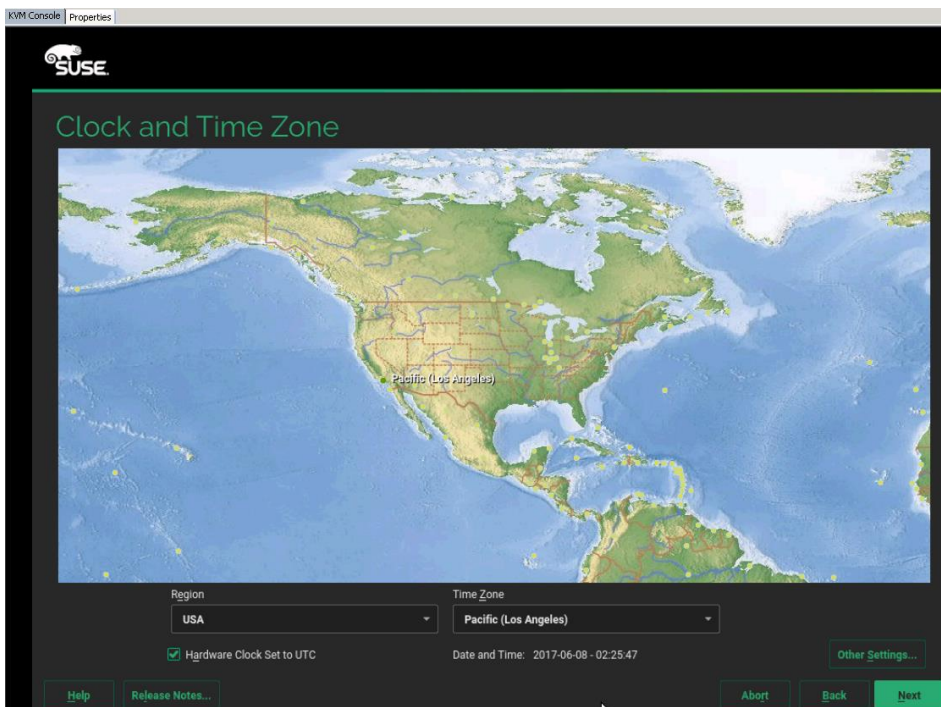 KVM Console Properties
SUSE.
Clock and Time Zone
Pacific (Los Angeles)
Region Time Zone
USA Pacific (Los Angeles)
Hardware Clock Set to UTC Date and Time: 2017-06-08 - 02:25:47 Other Settings...
Help Release Notes... Abort Back Next